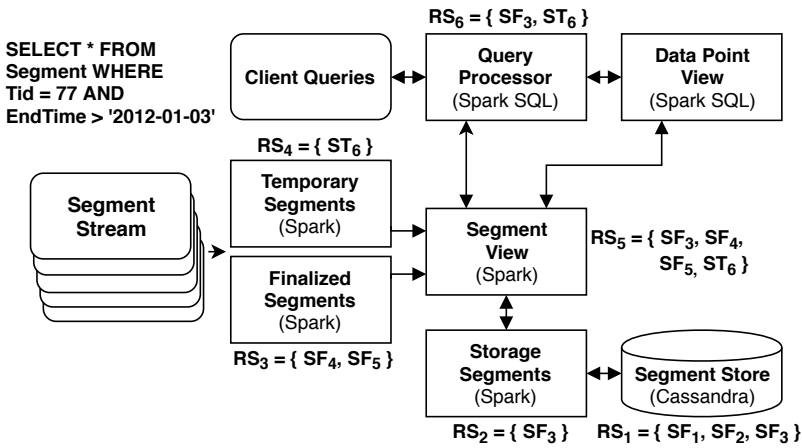 RS6 = { SF3, ST6 }
SELECT * FROM
Segment WHERE
Tid = 77 AND
EndTime > '2012-01-03'
Client Queries
Query
Processor
(Spark SQL)
Data Point
View
(Spark SQL)
RS4 = { ST6 }
Segment
Stream
Temporary
Segments
(Spark)
Finalized
Segments
(Spark)
RS3 = { SF4, SF5 }
Segment
View
(Spark)
RS5 = { SF3, SF4,
SF5, ST6 }
Storage
Segments
(Spark)
RS2 = { SF3 }
Segment Store
(Cassandra)
RS1 = { SF1, SF2, SF3 }